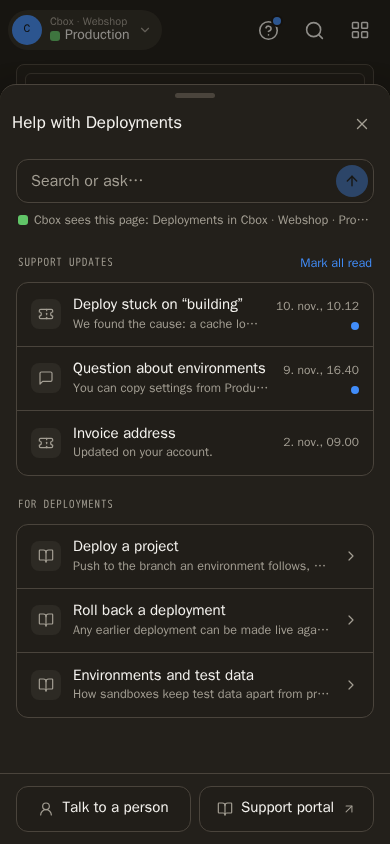 C
Cbox · Webshop
Production
Help with Deployments
Search or ask···
Cbox sees this page: Deployments in Cbox · Webshop · Pro···
SUPPORT UPDATES
Mark all read
Deploy stuck on “building”
10. nov., 10.12
We found the cause: a cache lo···
Question about environments
9. nov., 16.40
You can copy settings from Produ···
Invoice address
2. nov., 09.00
Updated on your account.
FOR DEPLOYMENTS
Deploy a project
Push to the branch an environment follows, ···
Roll back a deployment
Any earlier deployment can be made live aga···
Environments and test data
How sandboxes keep test data apart from pr···
Talk to a person
Support portal